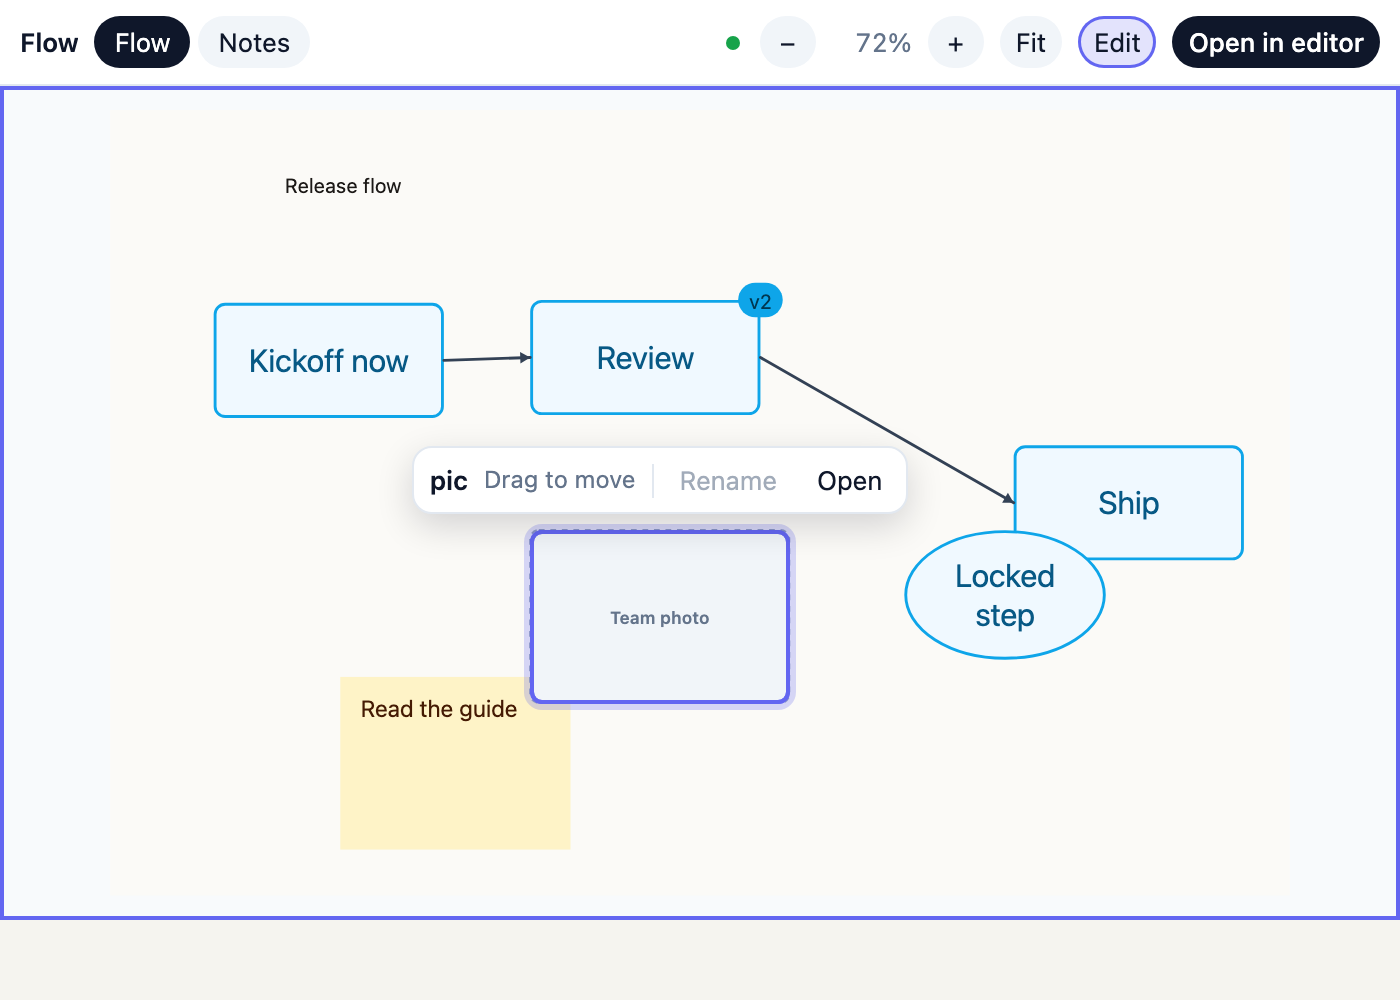 Flow Flow Notes − 72% + Fit Edit Open in editor
Release flow
v2
Kickoff now
Review
pic Drag to move Rename Open
Ship
Locked
step
Team photo
Read the guide